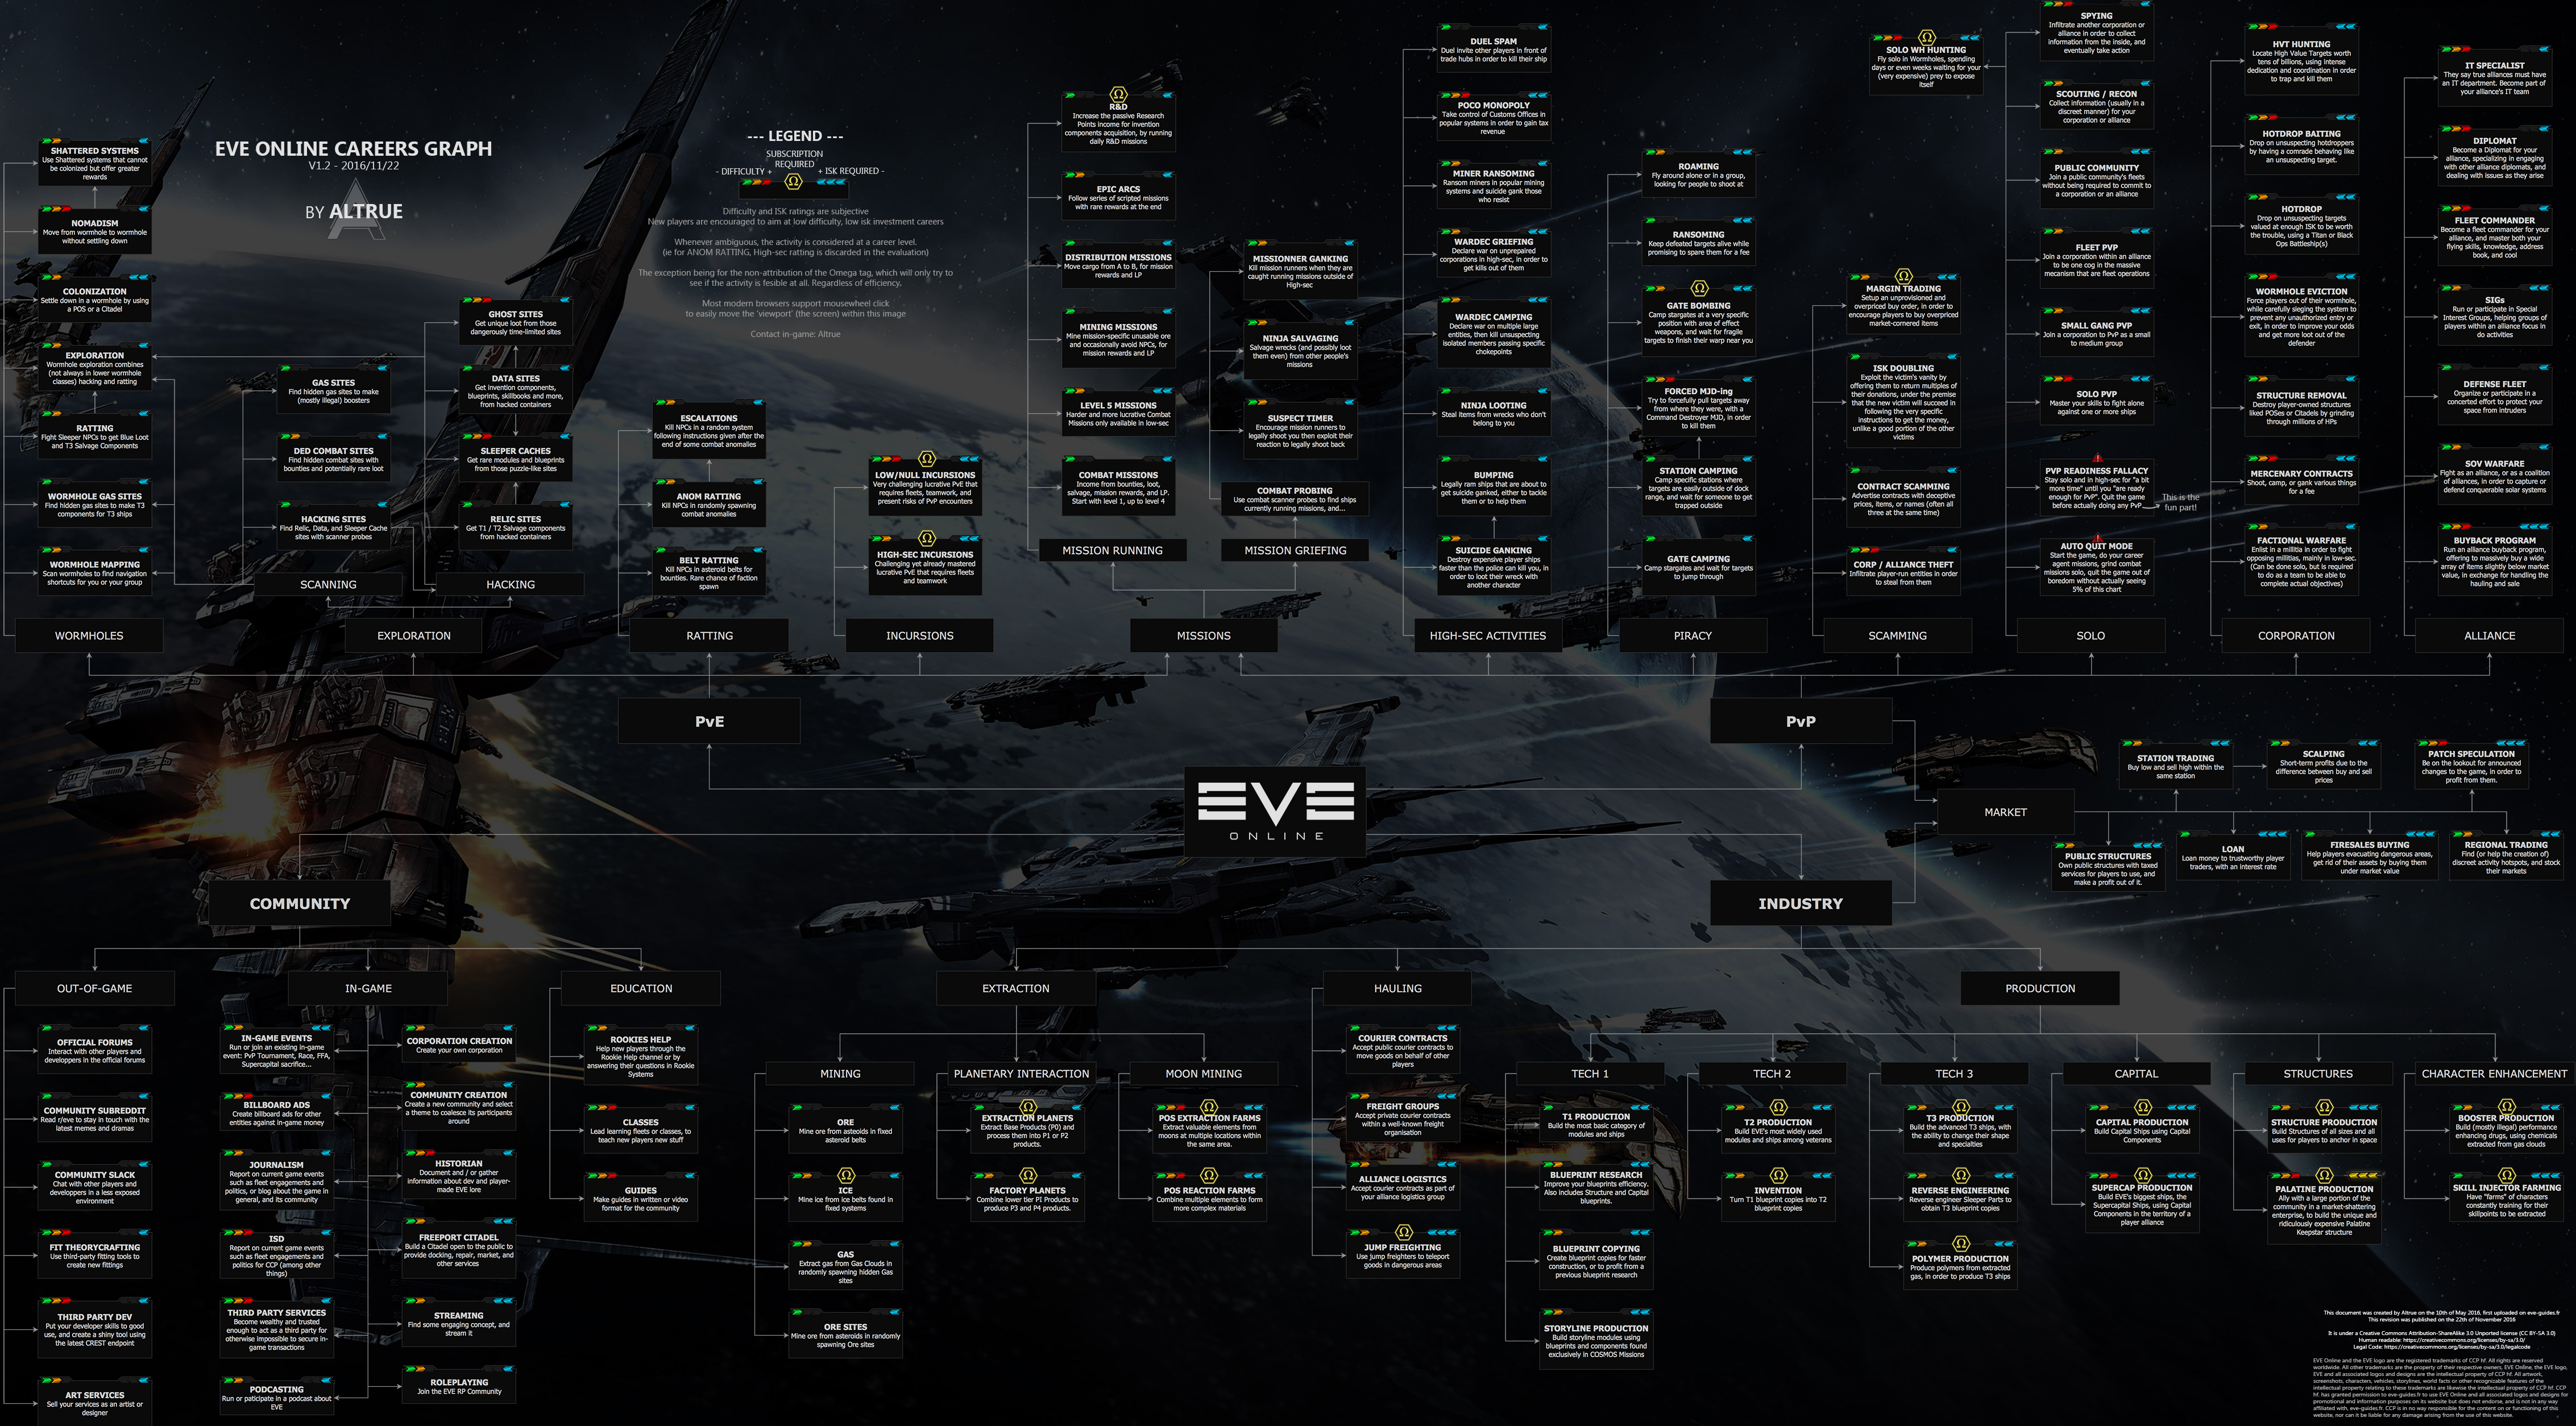 EVE ONLINE CAREERS GRAPH
V1.2 - 2016/11/22
BY ALTRUE
--- LEGEND ---
SUBSCRIPTION
REQUIRED
- DIFFICULTY +
+ ISK REQUIRED -
Difficulty and ISK ratings are subjective
New players are encouraged to aim at low difficulty, low isk investment careers
Whenever ambiguous, the activity is considered at a career level.
(ie for ANOM RATTING, High-sec ratting is discarded in the evaluation)
The exception being for the non-attribution of the Omega tag, which will only try to
see if the activity is fesible at all. Regardless of efficiency.
Most modern browsers support mousewheel click
to easily move the 'viewport' (the screen) within this image
Contact in-game: Altrue
SHATTERED SYSTEMS
Use Shattered systems that cannot
be colonized but offer greater
rewards
NOMADISM
Move from wormhole to wormhole
without settling down
COLONIZATION
Settle down in a wormhole by using
a POS or a Citadel
EXPLORATION
Wormhole exploration combines
(not always in lower wormhole
classes) hacking and ratting
RATTING
Fight Sleeper NPCs to get Blue Loot
and T3 Salvage Components
WORMHOLE GAS SITES
Find hidden gas sites to make T3
components for T3 ships
WORMHOLE MAPPING
Scan wormholes to find navigation
shortcuts for you or your group
WORMHOLES
GAS SITES
Find hidden gas sites to make
(mostly illegal) boosters
DED COMBAT SITES
Find hidden combat sites with
bounties and potentially rare loot
HACKING SITES
Find Relic, Data, and Sleeper Cache
sites with scanner probes
SCANNING
GHOST SITES
Get unique loot from those
dangerously time-limited sites
DATA SITES
Get invention components,
blueprints, skillbooks and more,
from hacked containers
SLEEPER CACHES
Get rare modules and blueprints
from those puzzle-like sites
RELIC SITES
Get T1 / T2 Salvage components
from hacked containers
HACKING
EXPLORATION
ESCALATIONS
Kill NPCs in a random system
following instructions given after the
end of some combat anomalies
ANOM RATTING
Kill NPCs in randomly spawning
combat anomalies
BELT RATTING
Kill NPCs in asteroid belts for
bounties. Rare chance of faction
spawn
RATTING
LOW/NULL INCURSIONS
Very challenging lucrative PvE that
requires fleets, teamwork, and
present risks of PvP encounters
HIGH-SEC INCURSIONS
Challenging yet already mastered
lucrative PvE that requires fleets
and teamwork
INCURSIONS
R&D
Increase the passive Research
Points income for invention
components acquisition, by running
daily R&D missions
EPIC ARCS
Follow series of scripted missions
with rare rewards at the end
DISTRIBUTION MISSIONS
Move cargo from A to B, for mission
rewards and LP
MINING MISSIONS
Mine mission-specific unusable ore
and occasionally avoid NPCs, for
mission rewards and LP
LEVEL 5 MISSIONS
Harder and more lucrative Combat
Missions only available in low-sec
COMBAT MISSIONS
Income from bounties, loot,
salvage, mission rewards, and LP.
Start with level 1, up to level 4
MISSION RUNNING
MISSIONNER GANKING
Kill mission runners when they are
caught running missions outside of
High-sec
NINJA SALVAGING
Salvage wrecks (and possibly loot
them even) from other people's
missions
SUSPECT TIMER
Encourage mission runners to
legally shoot you then exploit their
reaction to legally shoot back
COMBAT PROBING
Use combat scanner probes to find ships
currently running missions, and...
MISSION GRIEFING
MISSIONS
DUEL SPAM
Duel invite other players in front of
trade hubs in order to kill their ship
POCO MONOPOLY
Take control of Customs Offices in
popular systems in order to gain tax
revenue
MINER RANSOMING
Ransom miners in popular mining
systems and suicide gank those
who resist
WARDEC GRIEFING
Declare war on unprepared
corporations in high-sec, in order to
get kills out of them
WARDEC CAMPING
Declare war on multiple large
entities, then kill unsuspecting
isolated members passing specific
chokepoints
NINJA LOOTING
Steal items from wrecks who don't
belong to you
BUMPING
Legally ram ships that are about to
get suicide ganked, either to tackle
them or to help them
SUICIDE GANKING
Destroy expensive player ships
faster than the police can kill you, in
order to loot their wreck with
another character
HIGH-SEC ACTIVITIES
ROAMING
Fly around alone or in a group,
looking for people to shoot at
RANSOMING
Keep defeated targets alive while
promising to spare them for a fee
GATE BOMBING
Camp stargates at a very specific
position with area of effect
weapons, and wait for fragile
targets to finish their warp near you
FORCED MJD-ing
Try to forcefully pull targets away
from where they were, with a
Command Destroyer MJD, in order
to kill them
STATION CAMPING
Camp specific stations where
targets are easily outside of dock
range, and wait for someone to get
trapped outside
GATE CAMPING
Camp stargates and wait for targets
to jump through
PIRACY
MARGIN TRADING
Setup an unprovisioned and
overpriced buy order, in order to
encourage players to buy overpriced
market-cornered items
ISK DOUBLING
Exploit the victim's vanity by
offering them to return multiples of
their donations, under the premise
that the new victim will succeed in
following the very specific
instructions to get the money,
unlike a good portion of the other
victims
CONTRACT SCAMMING
Advertise contracts with deceptive
prices, items, or names (often all
three at the same time)
CORP / ALLIANCE THEFT
Infiltrate player-run entities in order
to steal from them
SCAMMING
SOLO WH HUNTING
Fly solo in Wormholes, spending
days or even weeks waiting for your
(very expensive) prey to expose
itself
SPYING
Infiltrate another corporation or
alliance in order to collect
information from the inside, and
eventually take action
SCOUTING / RECON
Collect information (usually in a
discreet manner) for your
corporation or alliance
PUBLIC COMMUNITY
Join a public community's fleets
without being required to commit to
a corporation or an alliance
FLEET PVP
Join a corporation within an alliance
to be one cog in the massive
mechanism that are fleet operations
SMALL GANG PVP
Join a corporation to PvP as a small
to medium group
SOLO PVP
Master your skills to fight alone
against one or more ships
PVP READINESS FALLACY
Stay solo and in high-sec for "a bit
more time" until you "are ready
enough for PvP". Quit the game
before actually doing any PvP
This is the
fun part!
AUTO QUIT MODE
Start the game, do your career
agent missions, grind combat
missions solo, quit the game out of
boredom without actually seeing
5% of this chart
SOLO
HVT HUNTING
Locate High Value Targets worth
tens of billions, using intense
dedication and coordination in order
to trap and kill them
HOTDROP BAITING
Drop on unsuspecting hotdroppers
by having a comrade behaving like
an unsuspecting target.
HOTDROP
Drop on unsuspecting targets
valued at enough ISK to be worth
the trouble, using a Titan or Black
Ops Battleship(s)
WORMHOLE EVICTION
Force players out of their wormhole,
while carefully sieging the system to
prevent any unauthorized entry or
exit, in order to improve your odds
and get more loot out of the
defender
STRUCTURE REMOVAL
Destroy player-owned structures
liked POSes or Citadels by grinding
through millions of HPs
MERCENARY CONTRACTS
Shoot, camp, or gank various things
for a fee
FACTIONAL WARFARE
Enlist in a millitia in order to fight
opposing millitias, mainly in low-sec.
(Can be done solo, but is required
to do as a team to be able to
complete actual objectives)
CORPORATION
IT SPECIALIST
They say true alliances must have
an IT department. Become part of
your alliance's IT team
DIPLOMAT
Become a Diplomat for your
alliance, specializing in engaging
with other alliance diplomats, and
dealing with issues as they arise
FLEET COMMANDER
Become a fleet commander for your
alliance, and master both your
flying skills, knowledge, address
book, and cool
SIGs
Run or participate in Special
Interest Groups, helping groups of
players within an alliance focus in
do activities
DEFENSE FLEET
Organize or participate in a
concerted effort to protect your
space from intruders
SOV WARFARE
Fight as an alliance, or as a coalition
of alliances, in order to capture or
defend conquerable solar systems
BUYBACK PROGRAM
Run an alliance buyback program,
offering to massively buy a wide
array of items slightly below market
value, in exchange for handling the
hauling and sale
ALLIANCE
PvE
PvP
EVE
ONLINE
MARKET
STATION TRADING
Buy low and sell high within the
same station
SCALPING
Short-term profits due to the
difference between buy and sell
prices
PATCH SPECULATION
Be on the lookout for announced
changes to the game, in order to
profit from them.
PUBLIC STRUCTURES
Own public structures with taxed
services for players to use, and
make a profit out of it.
LOAN
Loan money to trustworthy player
traders, with an interest rate
FIRESALES BUYING
Help players evacuating dangerous areas,
get rid of their assets by buying them
under market value
REGIONAL TRADING
Find (or help the creation of)
discreet activity hotspots, and stock
their markets
COMMUNITY
INDUSTRY
OUT-OF-GAME
OFFICIAL FORUMS
Interact with other players and
developers in the official forums
COMMUNITY SUBREDDIT
Read r/eve to stay in touch with the
latest memes and dramas
COMMUNITY SLACK
Chat with other players and
developers in a less exposed
environment
FIT THEORYCRAFTING
Use third-party fitting tools to
create new fittings
THIRD PARTY DEV
Put your developer skills to good
use, and create a shiny tool using
the latest CREST endpoint
ART SERVICES
Sell your services as an artist or
designer
IN-GAME
IN-GAME EVENTS
Run or join an existing in-game
event: PvP Tournament, Race, FFA,
Supercapital sacrifice...
BILLBOARD ADS
Create billboard ads for other
entities against in-game money
JOURNALISM
Report on current game events
such as fleet engagements and
politics, or blog about the game in
general, and its community
ISD
Report on current game events
such as fleet engagements and
politics for CCP (among other
things)
THIRD PARTY SERVICES
Become wealthy and trusted
enough to act as a third party for
otherwise impossible to secure in-
game transactions
PODCASTING
Run or paticipate in a podcast about
EVE
CORPORATION CREATION
Create your own corporation
COMMUNITY CREATION
Create a new community and select
a theme to coalesce its participants
around
HISTORIAN
Document and / or gather
information about dev and player-
made EVE lore
FREEPORT CITADEL
Build a Citadel open to the public to
provide docking, repair, market, and
other services
STREAMING
Find some engaging concept, and
stream it
ROLEPLAYING
Join the EVE RP Community
EDUCATION
ROOKIES HELP
Help new players through the
Rookie Help channel or by
answering their questions in Rookie
Systems
CLASSES
Lead learning fleets or classes, to
teach new players new stuff
GUIDES
Make guides in written or video
format for the community
EXTRACTION
MINING
ORE
Mine ore from asteroids in fixed
asteroid belts
ICE
Mine ice from ice belts found in
fixed systems
GAS
Extract gas from Gas Clouds in
randomly spawning hidden Gas
sites
ORE SITES
Mine ore from asteroids in randomly
spawning Ore sites
PLANETARY INTERACTION
EXTRACTION PLANETS
Extract Base Products (P0) and
process them into P1 or P2
products.
FACTORY PLANETS
Combine lower tier PI Products to
produce P3 and P4 products.
MOON MINING
POS EXTRACTION FARMS
Extract valuable elements from
moons at multiple locations within
the same area.
POS REACTION FARMS
Combine multiple elements to form
more complex materials
HAULING
COURIER CONTRACTS
Accept public courier contracts to
move goods on behalf of other
players
FREIGHT GROUPS
Accept private courier contracts
within a well-known freight
organisation
ALLIANCE LOGISTICS
Accept courier contracts as part of
your alliance logistics group
JUMP FREIGHTING
Use jump freighters to teleport
goods in dangerous areas
PRODUCTION
TECH 1
T1 PRODUCTION
Build the most basic category of
modules and ships
BLUEPRINT RESEARCH
Improve your blueprints efficiency.
Also includes Structure and Capital
blueprints.
BLUEPRINT COPYING
Create blueprint copies for faster
construction, or to profit from a
previous blueprint research
STORYLINE PRODUCTION
Build storyline modules using
blueprints and components found
exclusively in COSMOS Missions
TECH 2
T2 PRODUCTION
Build EVE's most widely used
modules and ships among veterans
INVENTION
Turn T1 blueprint copies into T2
blueprint copies
TECH 3
T3 PRODUCTION
Build the advanced T3 ships, with
the ability to change their shape
and specialties
REVERSE ENGINEERING
Reverse engineer Sleeper Parts to
obtain T3 blueprint copies
POLYMER PRODUCTION
Produce polymers from extracted
gas, in order to produce T3 ships
CAPITAL
CAPITAL PRODUCTION
Build Capital Ships using Capital
Components
SUPERCAP PRODUCTION
Build EVE's biggest ships, the
Supercapital Ships, using Capital
Components in the territory of a
player alliance
STRUCTURES
STRUCTURE PRODUCTION
Build Structures of all sizes and all
uses for players to anchor in space
PALATINE PRODUCTION
Ally with a large portion of the
community in a market-shattering
enterprise, to build the unique and
ridiculously expensive Palatine
Keepstar structure
CHARACTER ENHANCEMENT
BOOSTER PRODUCTION
Build (mostly illegal) performance
enhancing drugs, using chemicals
extracted from gas clouds
SKILL INJECTOR FARMING
Have "farms" of characters
constantly training for their
skillpoints to be extracted
This document was created by Altrue on the 10th of May 2016, first uploaded on eve-guides.fr
This revision was published on the 22th of November 2016
It is under a Creative Commons Attribution-ShareAlike 3.0 Unported license (CC BY-SA 3.0)
Human readable: https://creativecommons.org/licenses/by-sa/3.0/
Legal Code: https://creativecommons.org/licenses/by-sa/3.0/legalcode
EVE Online and the EVE logo are the registered trademarks of CCP hf. All rights are reserved
worldwide. All other trademarks are the property of their respective owners. EVE Online, the EVE logo,
EVE and all associated logos and designs are the intellectual property of CCP hf. All artwork,
screenshots, characters, vehicles, storylines, world facts or other recognizable features of the
intellectual property relating to these trademarks are likewise the intellectual property of CCP hf. CCP
hf. has granted permission to eve-guides.fr to use EVE Online and all associated logos and designs for
promotional and information purposes on its website but does not endorse, and is not in any way
affiliated with, eve-guides.fr. CCP is in no way responsible for the content on or functioning of this
website, nor can it be liable for any damage arising from the use of this website.